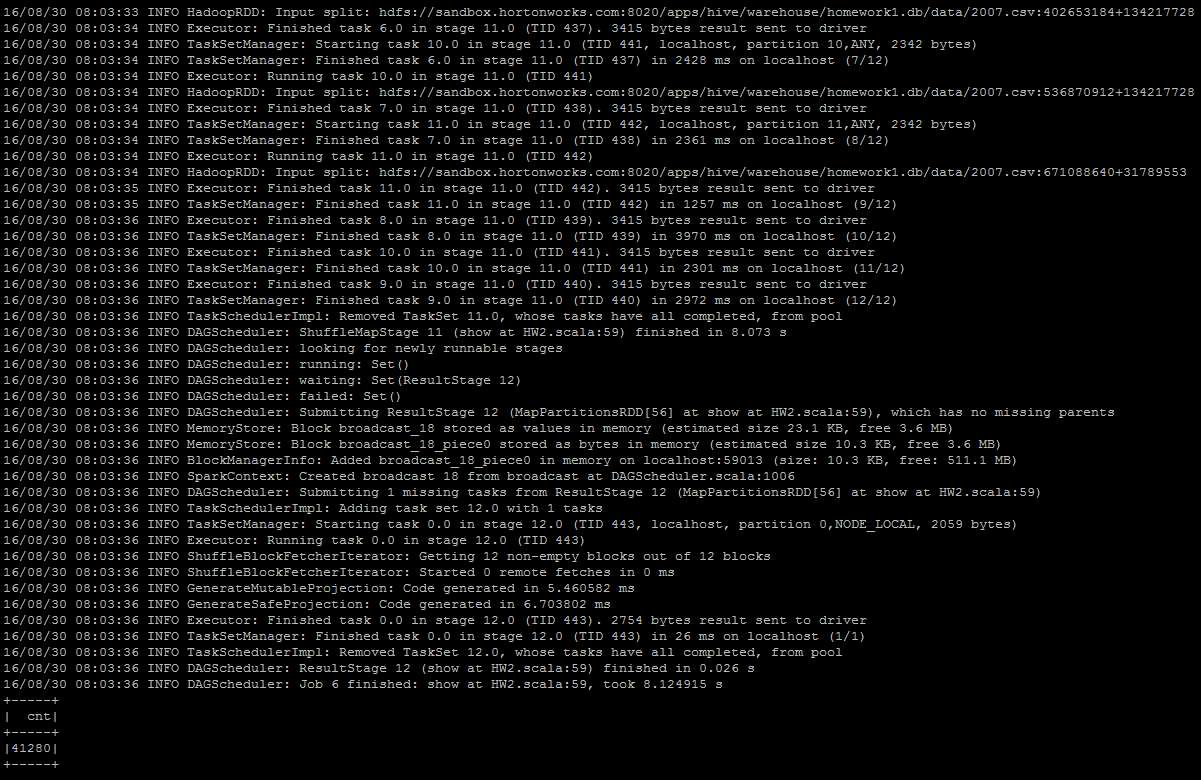 16/08/30 08:03:33 INFO HadoopRDD: Input split: hdfs://sandbox.hortonworks.com:8020/apps/hive/warehouse/homework1.db/data/2007.csv:402653184+134217728
16/08/30 08:03:34 INFO Executor: Finished task 6.0 in stage 11.0 (TID 437). 3415 bytes result sent to driver
16/08/30 08:03:34 INFO TaskSetManager: Starting task 10.0 in stage 11.0 (TID 441, localhost, partition 10,ANY, 2342 bytes)
16/08/30 08:03:34 INFO TaskSetManager: Finished task 6.0 in stage 11.0 (TID 437) in 2428 ms on localhost (7/12)
16/08/30 08:03:34 INFO Executor: Running task 10.0 in stage 11.0 (TID 441)
16/08/30 08:03:34 INFO HadoopRDD: Input split: hdfs://sandbox.hortonworks.com:8020/apps/hive/warehouse/homework1.db/data/2007.csv:536870912+134217728
16/08/30 08:03:34 INFO Executor: Finished task 7.0 in stage 11.0 (TID 438). 3415 bytes result sent to driver
16/08/30 08:03:34 INFO TaskSetManager: Starting task 11.0 in stage 11.0 (TID 442, localhost, partition 11,ANY, 2342 bytes)
16/08/30 08:03:34 INFO TaskSetManager: Finished task 7.0 in stage 11.0 (TID 438) in 2361 ms on localhost (8/12)
16/08/30 08:03:34 INFO Executor: Running task 11.0 in stage 11.0 (TID 442)
16/08/30 08:03:34 INFO HadoopRDD: Input split: hdfs://sandbox.hortonworks.com:8020/apps/hive/warehouse/homework1.db/data/2007.csv:671088640+31789553
16/08/30 08:03:35 INFO Executor: Finished task 11.0 in stage 11.0 (TID 442). 3415 bytes result sent to driver
16/08/30 08:03:35 INFO TaskSetManager: Finished task 11.0 in stage 11.0 (TID 442) in 1257 ms on localhost (9/12)
16/08/30 08:03:36 INFO Executor: Finished task 8.0 in stage 11.0 (TID 439). 3415 bytes result sent to driver
16/08/30 08:03:36 INFO TaskSetManager: Finished task 8.0 in stage 11.0 (TID 439) in 3970 ms on localhost (10/12)
16/08/30 08:03:36 INFO Executor: Finished task 10.0 in stage 11.0 (TID 441). 3415 bytes result sent to driver
16/08/30 08:03:36 INFO TaskSetManager: Finished task 10.0 in stage 11.0 (TID 441) in 2301 ms on localhost (11/12)
16/08/30 08:03:36 INFO Executor: Finished task 9.0 in stage 11.0 (TID 440). 3415 bytes result sent to driver
16/08/30 08:03:36 INFO TaskSetManager: Finished task 9.0 in stage 11.0 (TID 440) in 2972 ms on localhost (12/12)
16/08/30 08:03:36 INFO TaskSchedulerImpl: Removed TaskSet 11.0, whose tasks have all completed, from pool
16/08/30 08:03:36 INFO DAGScheduler: ShuffleMapStage 11 (show at HW2.scala:59) finished in 8.073 s
16/08/30 08:03:36 INFO DAGScheduler: looking for newly runnable stages
16/08/30 08:03:36 INFO DAGScheduler: running: Set()
16/08/30 08:03:36 INFO DAGScheduler: waiting: Set(ResultStage 12)
16/08/30 08:03:36 INFO DAGScheduler: failed: Set()
16/08/30 08:03:36 INFO DAGScheduler: Submitting ResultStage 12 (MapPartitionsRDD[56] at show at HW2.scala:59), which has no missing parents
16/08/30 08:03:36 INFO MemoryStore: Block broadcast_18 stored as values in memory (estimated size 23.1 KB, free 3.6 MB)
16/08/30 08:03:36 INFO MemoryStore: Block broadcast_18_piece0 stored as bytes in memory (estimated size 10.3 KB, free 3.6 MB)
16/08/30 08:03:36 INFO BlockManagerInfo: Added broadcast_18_piece0 in memory on localhost:59013 (size: 10.3 KB, free: 511.1 MB)
16/08/30 08:03:36 INFO SparkContext: Created broadcast 18 from broadcast at DAGScheduler.scala:1006
16/08/30 08:03:36 INFO DAGScheduler: Submitting 1 missing tasks from ResultStage 12 (MapPartitionsRDD[56] at show at HW2.scala:59)
16/08/30 08:03:36 INFO TaskSchedulerImpl: Adding task set 12.0 with 1 tasks
16/08/30 08:03:36 INFO TaskSetManager: Starting task 0.0 in stage 12.0 (TID 443, localhost, partition 0,NODE_LOCAL, 2059 bytes)
16/08/30 08:03:36 INFO Executor: Running task 0.0 in stage 12.0 (TID 443)
16/08/30 08:03:36 INFO ShuffleBlockFetcherIterator: Getting 12 non-empty blocks out of 12 blocks
16/08/30 08:03:36 INFO ShuffleBlockFetcherIterator: Started 0 remote fetches in 0 ms
16/08/30 08:03:36 INFO GenerateMutableProjection: Code generated in 5.460582 ms
16/08/30 08:03:36 INFO GenerateSafeProjection: Code generated in 6.703802 ms
16/08/30 08:03:36 INFO Executor: Finished task 0.0 in stage 12.0 (TID 443). 2754 bytes result sent to driver
16/08/30 08:03:36 INFO TaskSetManager: Finished task 0.0 in stage 12.0 (TID 443) in 26 ms on localhost (1/1)
16/08/30 08:03:36 INFO TaskSchedulerImpl: Removed TaskSet 12.0, whose tasks have all completed, from pool
16/08/30 08:03:36 INFO DAGScheduler: ResultStage 12 (show at HW2.scala:59) finished in 0.026 s
16/08/30 08:03:36 INFO DAGScheduler: Job 6 finished: show at HW2.scala:59, took 8.124915 s
+-----+
|  cnt|
+-----+
|41280|
+-----+